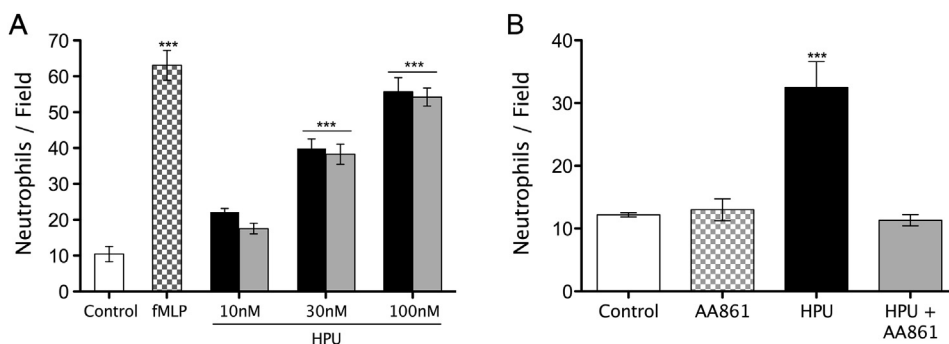 A
Neutrophils / Field
70
60
50
40
30
20
10
0
***
***
***
Control fMLP 10nM 30nM 100nM
HPU
B
Neutrophils / Field
40
30
20
10
0
***
Control AA861 HPU HPU +
AA861